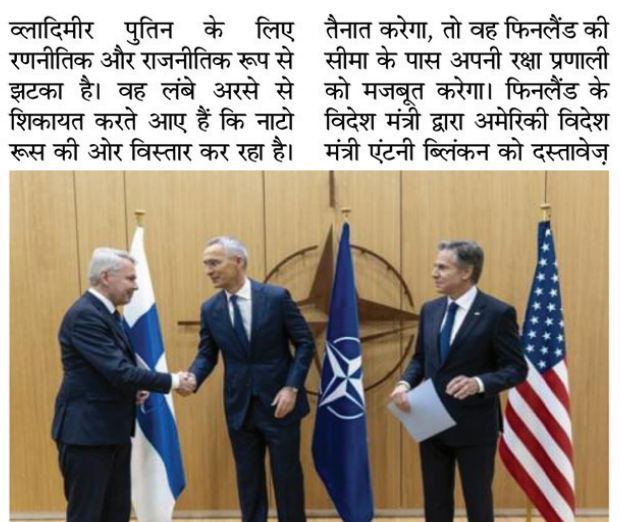 व्लादिमीर पुतिन के लिए
रणनीतिक और राजनीतिक रूप से
झटका है। वह लंबे अरसे से
शिकायत करते आए हैं कि नाटो
रूस की ओर विस्तार कर रहा है।
तैनात करेगा, तो वह फिनलैंड की
सीमा के पास अपनी रक्षा प्रणाली
को मजबूत करेगा। फिनलैंड के
विदेश मंत्री द्वारा अमेरिकी विदेश
मंत्री एंटनी ब्लिंकन को दस्तावेज़